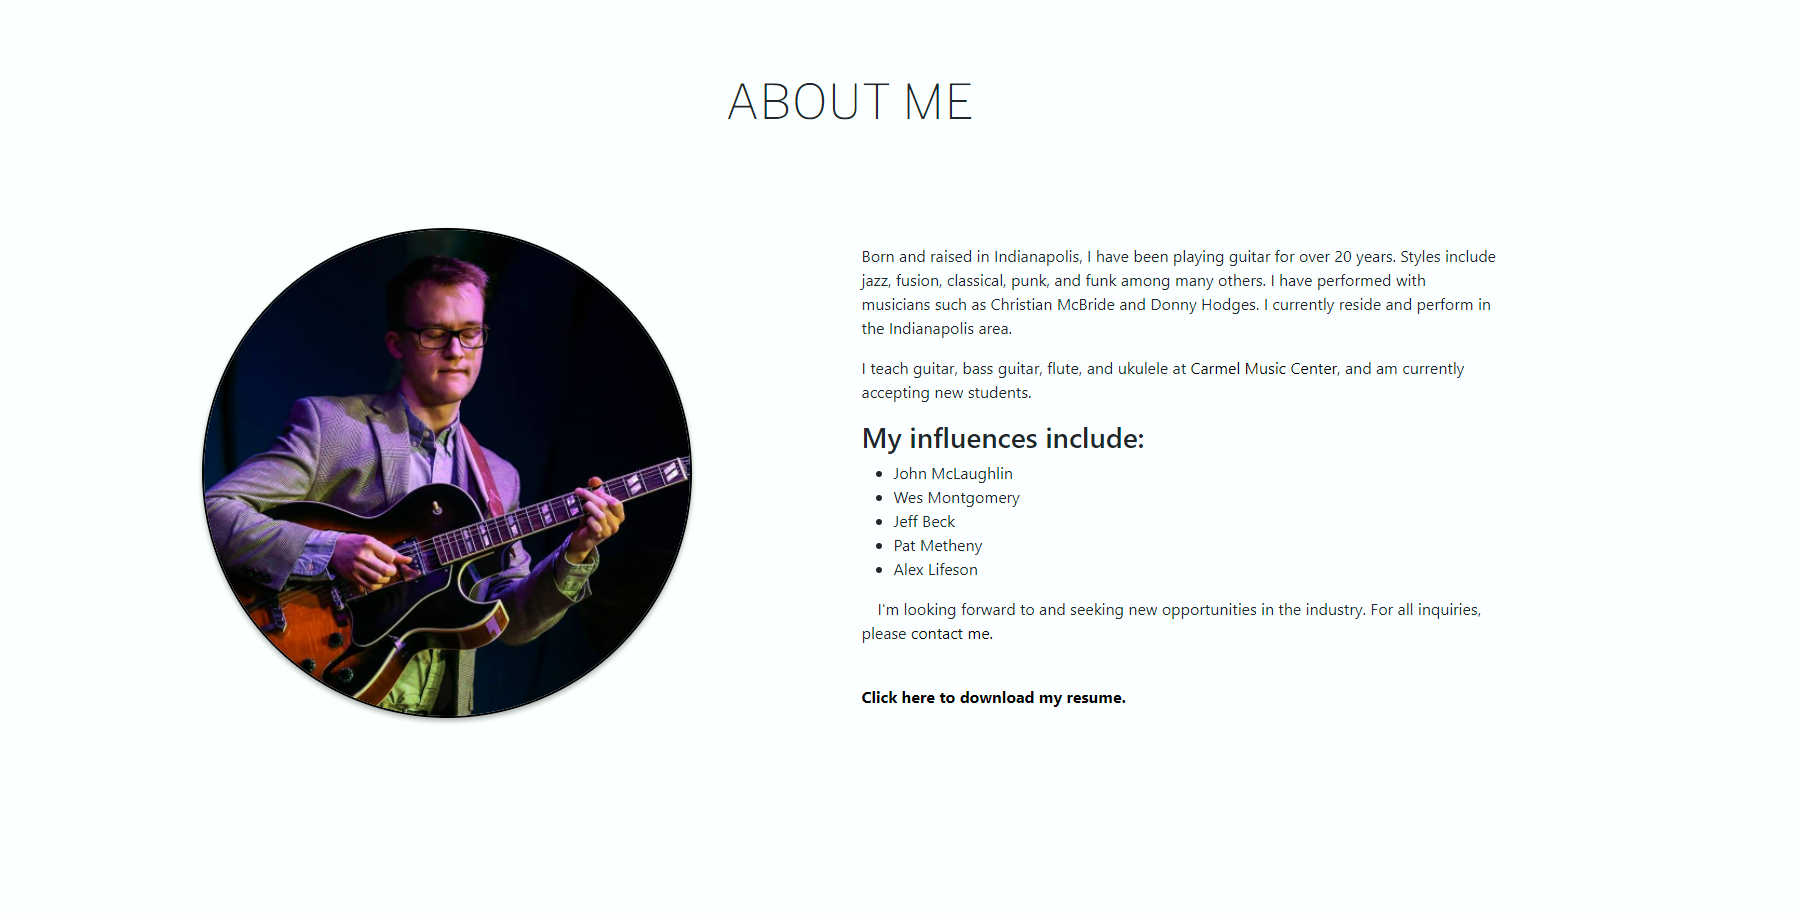 ABOUT ME
Born and raised in Indianapolis, I have been playing guitar for over 20 years. Styles include
jazz, fusion, classical, punk, and funk among many others. I have performed with
musicians such as Christian McBride and Donny Hodges. I currently reside and perform in
the Indianapolis area.
I teach guitar, bass guitar, flute, and ukulele at Carmel Music Center, and am currently
accepting new students.
My influences include:
• John McLaughlin
• Wes Montgomery
• Jeff Beck
• Pat Metheny
• Alex Lifeson
I'm looking forward to and seeking new opportunities in the industry. For all inquiries,
please contact me.
Click here to download my resume.